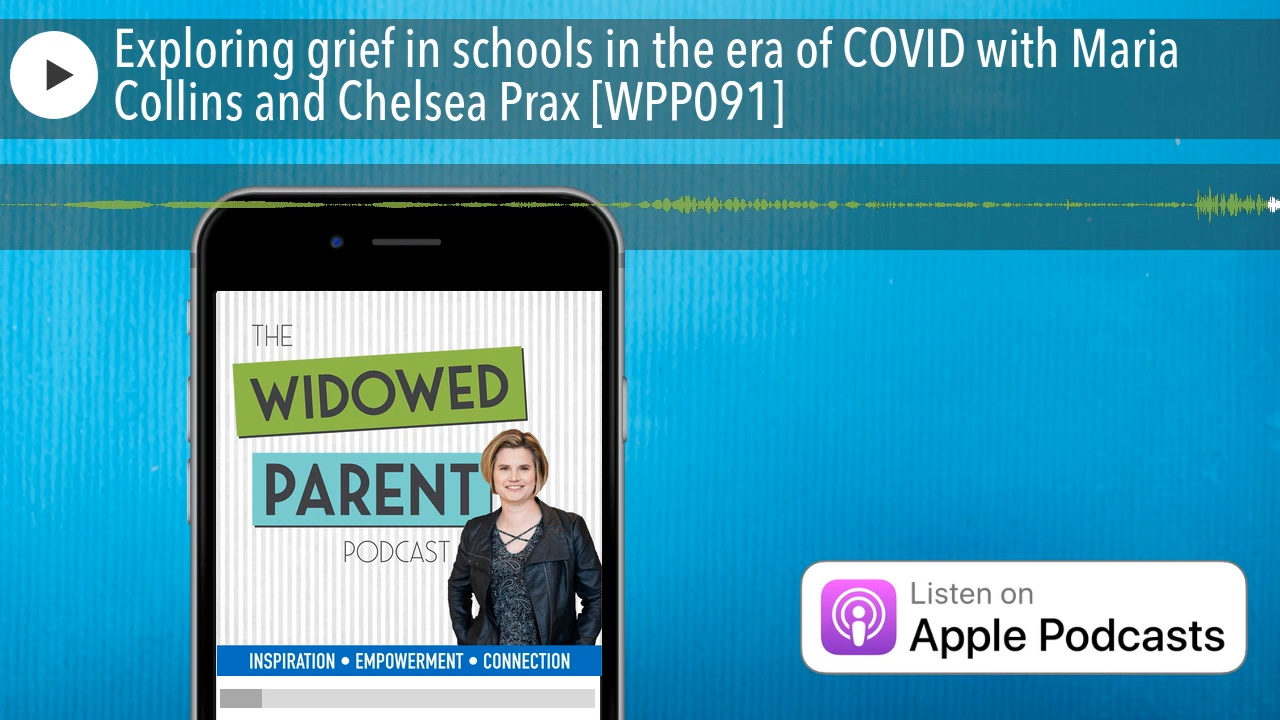 Exploring grief in schools in the era of COVID with Maria
Collins and Chelsea Prax [WPP091]
THE
WIDOWED
PARENT
PODCAST
INSPIRATION • EMPOWERMENT • CONNECTION
Listen on
Apple Podcasts